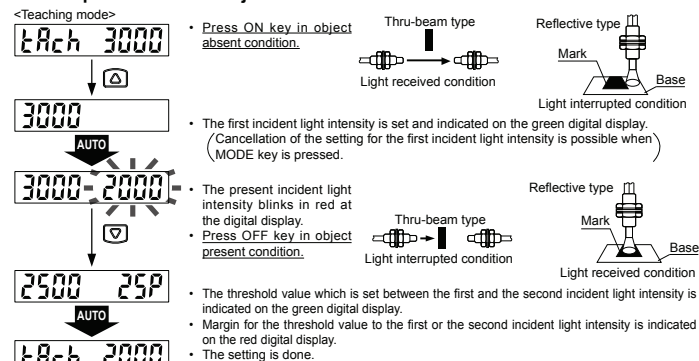 <Teaching mode>
tAch 3000
• Press ON key in object
absent condition.
Thru-beam type
Light received condition
Reflective type
Mark
Base
Light interrupted condition
3000
• The first incident light intensity is set and indicated on the green digital display.
(Cancellation of the setting for the first incident light intensity is possible when
MODE key is pressed.)
AUTO
3000 - 2000
• The present incident light
intensity blinks in red at
the digital display.
• Press OFF key in object
present condition.
Thru-beam type
Light interrupted condition
Reflective type
Mark
Base
Light received condition
2500 25P
• The threshold value which is set between the first and the second incident light intensity is
indicated on the green digital display.
• Margin for the threshold value to the first or the second incident light intensity is indicated
on the red digital display.
AUTO
• The setting is done.
tAch 2000